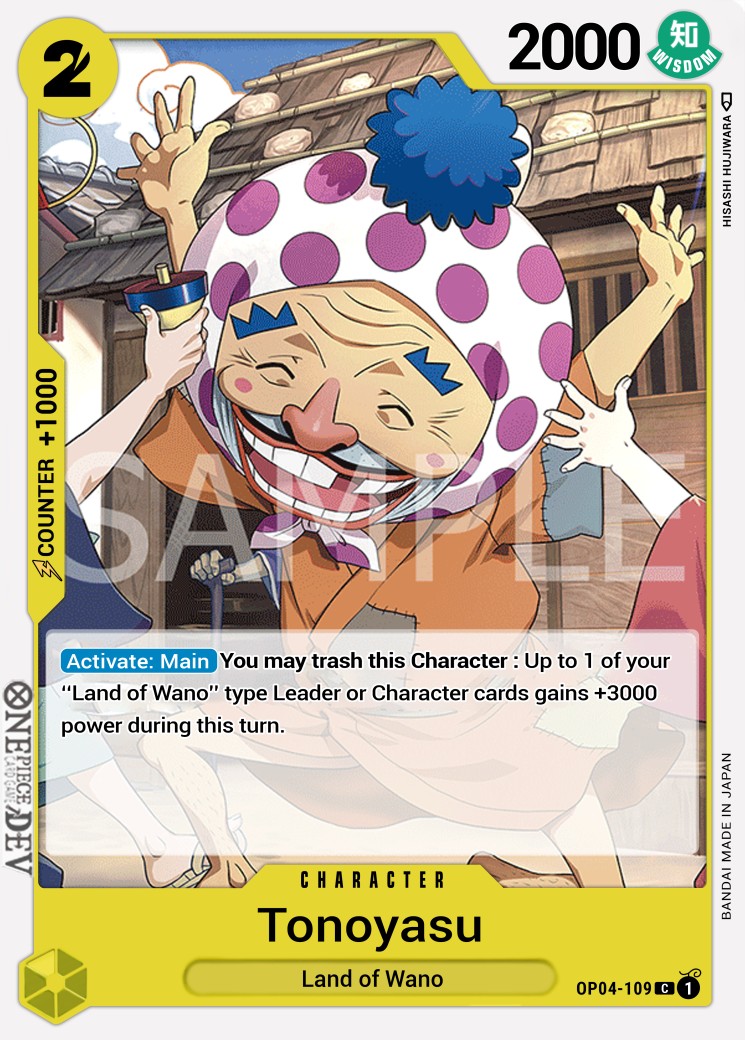 2
2000
知
WISDOM
HISASHI HUJIWARA
COUNTER +1000
SAMPLE
Activate: Main You may trash this Character : Up to 1 of your
“Land of Wano” type Leader or Character cards gains +3000
power during this turn.
ONE PIECE
CARD GAME
DEV
BANDAI MADE IN JAPAN
CHARACTER
Tonoyasu
Land of Wano
OP04-109 C 1